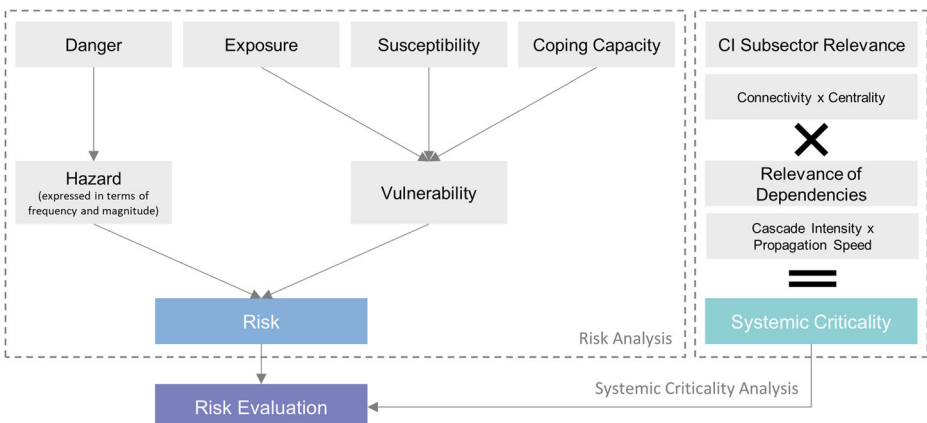 Danger
Exposure
Susceptibility
Coping Capacity
Hazard
(expressed in terms of
frequency and magnitude)
Vulnerability
Risk
Risk Analysis
Risk Evaluation
CI Subsector Relevance
Connectivity x Centrality
Relevance of
Dependencies
Cascade Intensity x
Propagation Speed
Systemic Criticality
Systemic Criticality Analysis